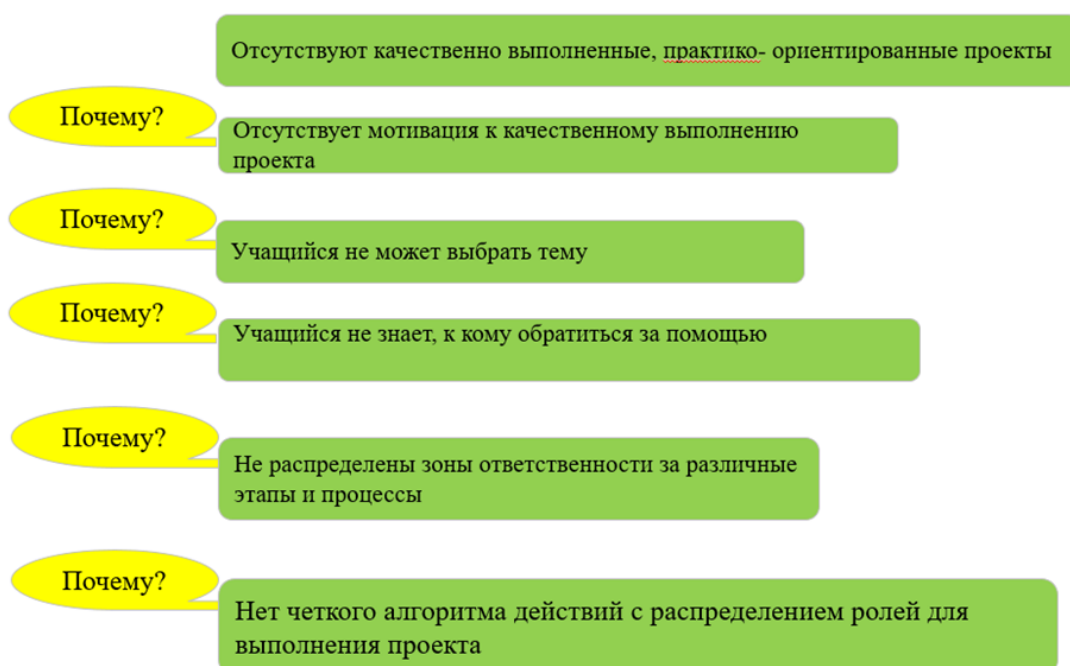 Отсутствуют качественно выполненные, практико- ориентированные проекты
Почему?
Отсутствует мотивация к качественному выполнению
проекта
Почему?
Учащийся не может выбрать тему
Почему?
Учащийся не знает, к кому обратиться за помощью
Почему?
Не распределены зоны ответственности за различные
этапы и процессы
Почему?
Нет четкого алгоритма действий с распределением ролей для
выполнения проекта